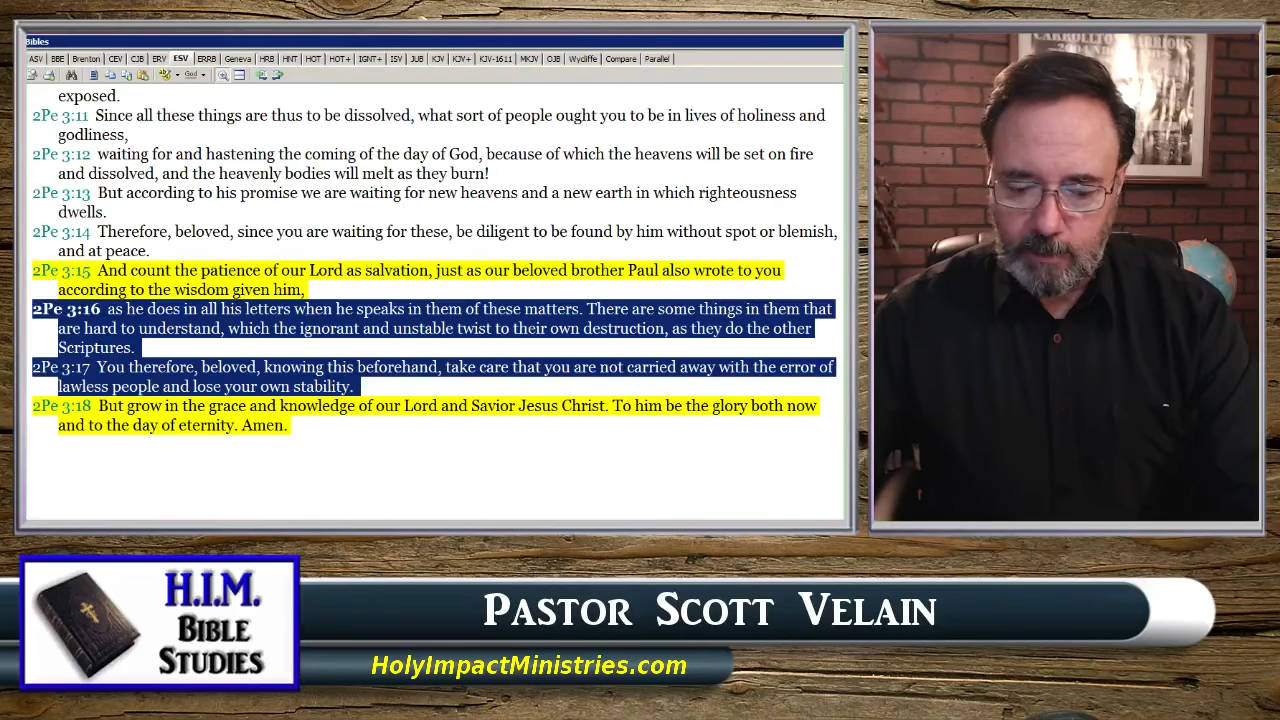 Bibles
ASV BBE Brenton CEV CJB ERV ESV ERRB Geneva HRB HNT HOT HOT+ IGNT+ ISV JUB KJV KJV+ KJV-1611 MKJV OJB Wycliffe Compare Parallel
God
exposed.
2Pe 3:11 Since all these things are thus to be dissolved, what sort of people ought you to be in lives of holiness and
godliness,
2Pe 3:12 waiting for and hastening the coming of the day of God, because of which the heavens will be set on fire
and dissolved, and the heavenly bodies will melt as they burn!
2Pe 3:13 But according to his promise we are waiting for new heavens and a new earth in which righteousness
dwells.
2Pe 3:14 Therefore, beloved, since you are waiting for these, be diligent to be found by him without spot or blemish,
and at peace.
2Pe 3:15 And count the patience of our Lord as salvation, just as our beloved brother Paul also wrote to you
according to the wisdom given him,
2Pe 3:16 as he does in all his letters when he speaks in them of these matters. There are some things in them that
are hard to understand, which the ignorant and unstable twist to their own destruction, as they do the other
Scriptures.
2Pe 3:17 You therefore, beloved, knowing this beforehand, take care that you are not carried away with the error of
lawless people and lose your own stability.
2Pe 3:18 But grow in the grace and knowledge of our Lord and Savior Jesus Christ. To him be the glory both now
and to the day of eternity. Amen.
CARROLLTON WARRIORS
H.I.M.
BIBLE
STUDIES
PASTOR SCOTT VELAIN
HolyImpactMinistries.com